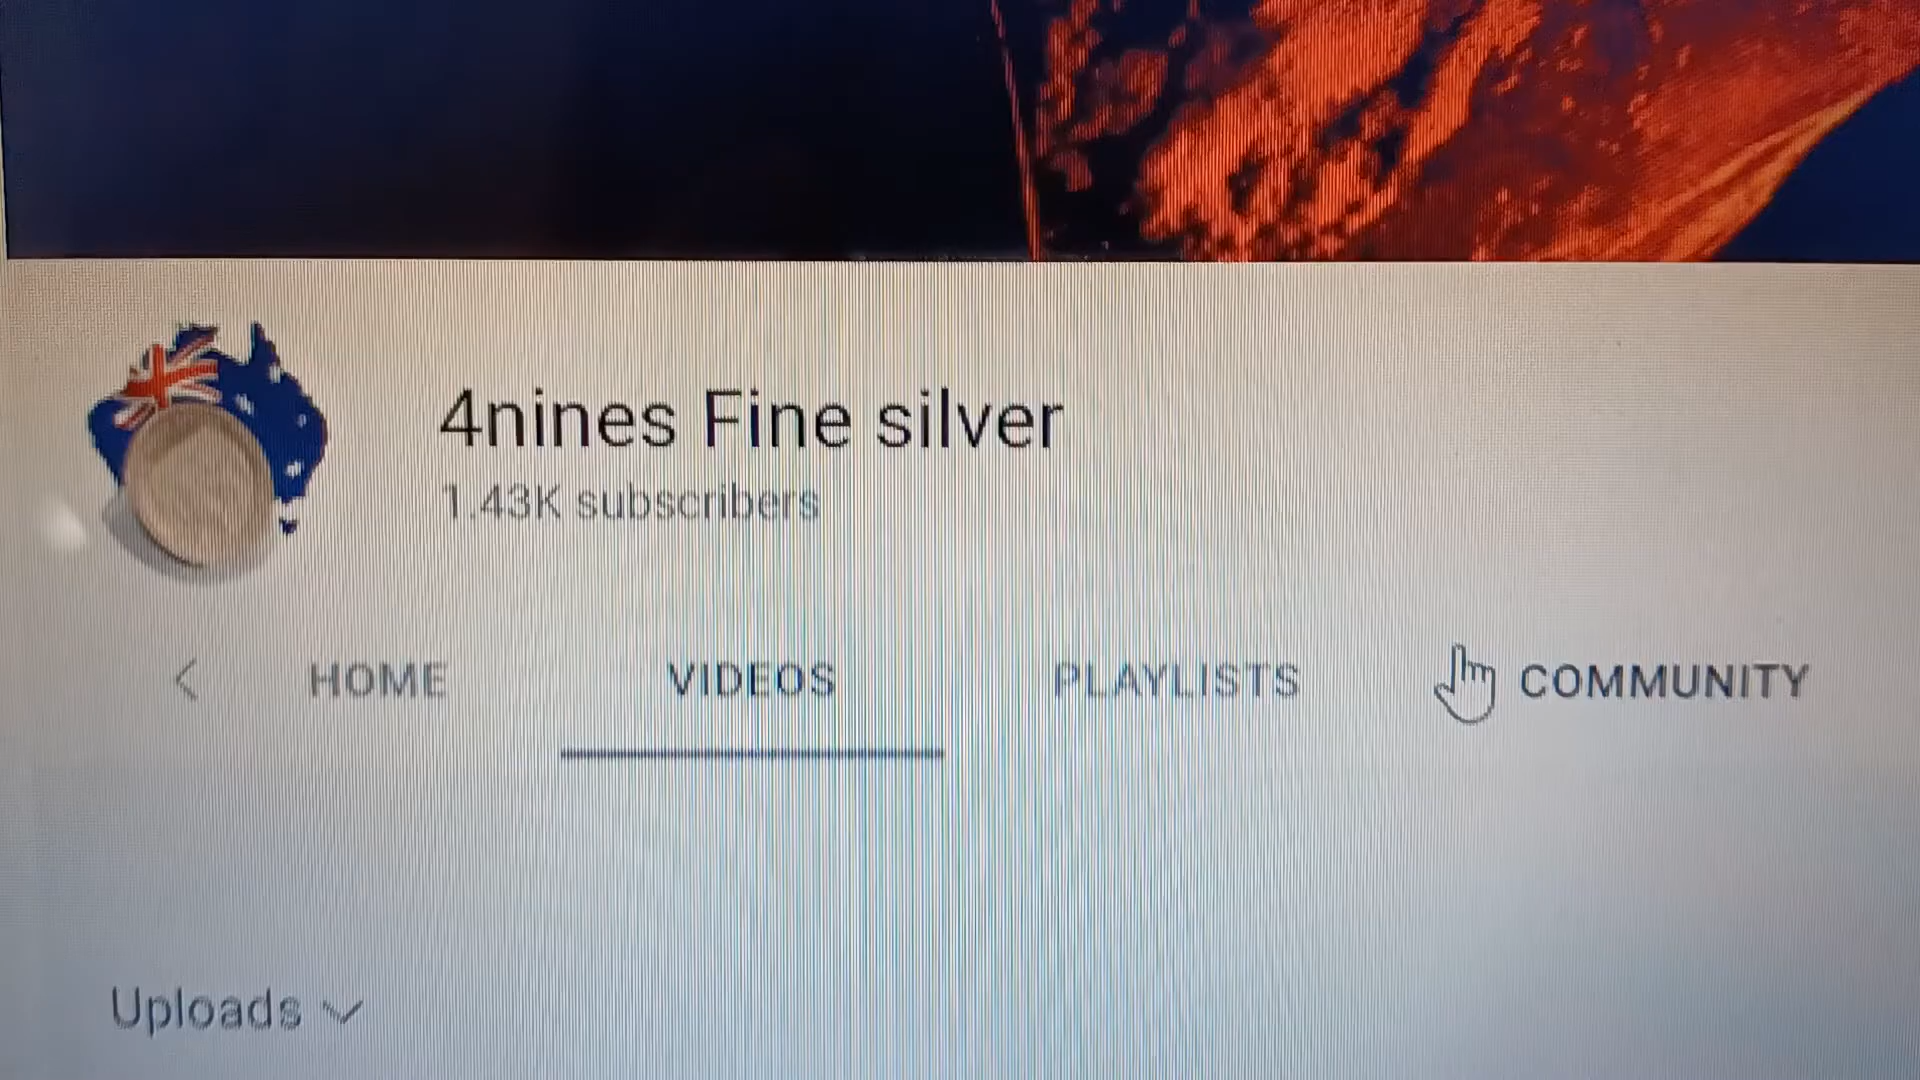 4nines Fine silver
1.43K subscribers
HOME VIDEOS PLAYLISTS COMMUNITY
Uploads